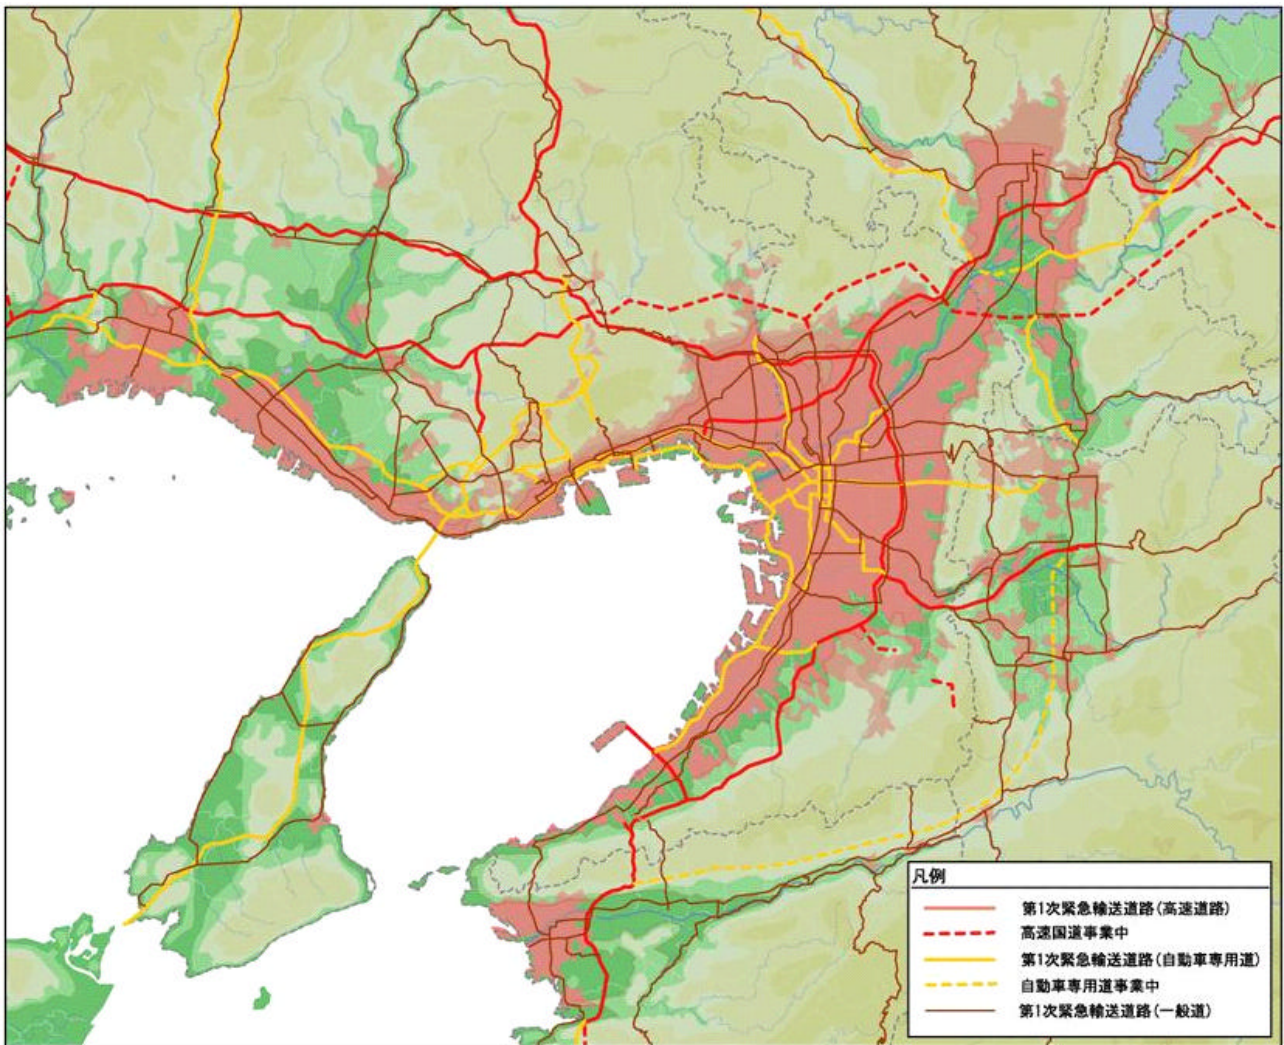 凡例
第1次緊急輸送道路(高速道路)
高速国道事業中
第1次緊急輸送道路(自動車専用道)
自動車専用道事業中
第1次緊急輸送道路(一般道)